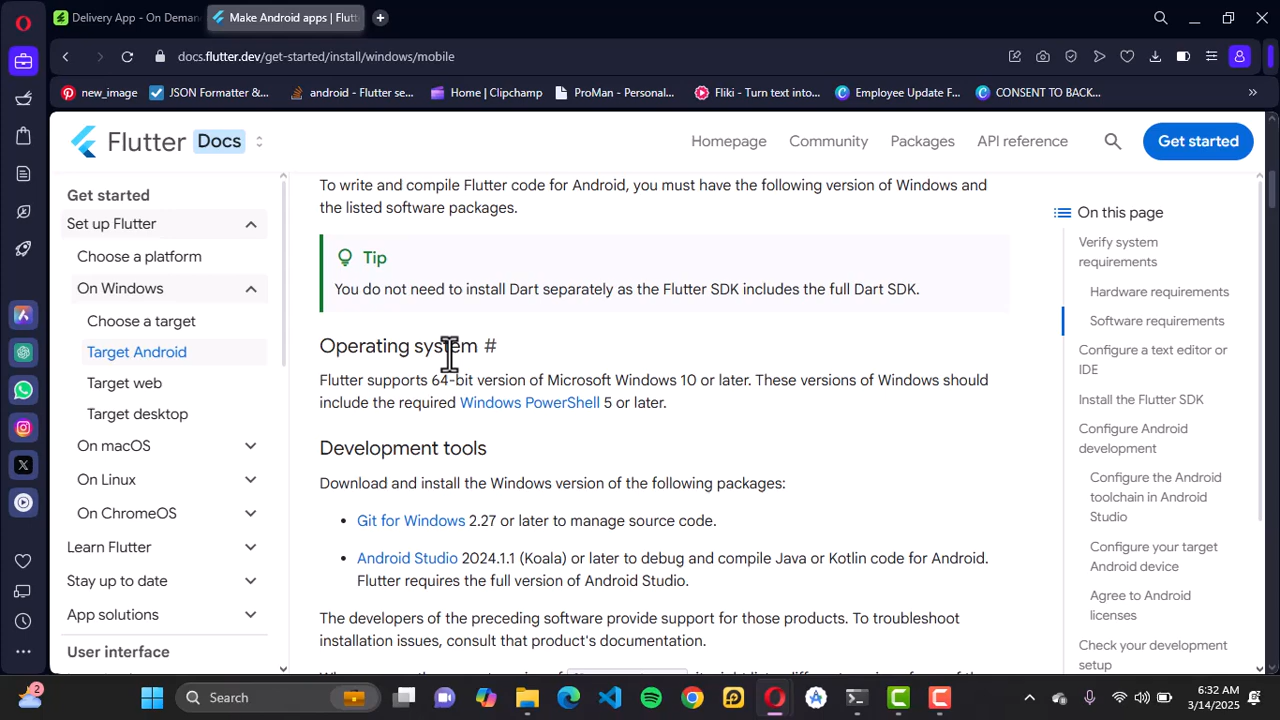 Delivery App - On Deman
Make Android apps | Flutt
docs.flutter.dev/get-started/install/windows/mobile
new_image
JSON Formatter &...
android - Flutter se...
Home | Clipchamp
ProMan - Personal...
Fliki - Turn text into...
Employee Update F...
CONSENT TO BACK...
Flutter Docs
Homepage
Community
Packages
API reference
Get started
Get started
Set up Flutter
Choose a platform
On Windows
Choose a target
Target Android
Target web
Target desktop
On macOS
On Linux
On ChromeOS
Learn Flutter
Stay up to date
App solutions
User interface
To write and compile Flutter code for Android, you must have the following version of Windows and
the listed software packages.
Tip
You do not need to install Dart separately as the Flutter SDK includes the full Dart SDK.
Operating system #
Flutter supports 64-bit version of Microsoft Windows 10 or later. These versions of Windows should
include the required Windows PowerShell 5 or later.
Development tools
Download and install the Windows version of the following packages:
• Git for Windows 2.27 or later to manage source code.
• Android Studio 2024.1.1 (Koala) or later to debug and compile Java or Kotlin code for Android.
Flutter requires the full version of Android Studio.
The developers of the preceding software provide support for those products. To troubleshoot
installation issues, consult that product's documentation.
On this page
Verify system
requirements
Hardware requirements
Software requirements
Configure a text editor or
IDE
Install the Flutter SDK
Configure Android
development
Configure the Android
toolchain in Android
Studio
Configure your target
Android device
Agree to Android
licenses
Check your development
setup
2
Search
6:32 AM
3/14/2025